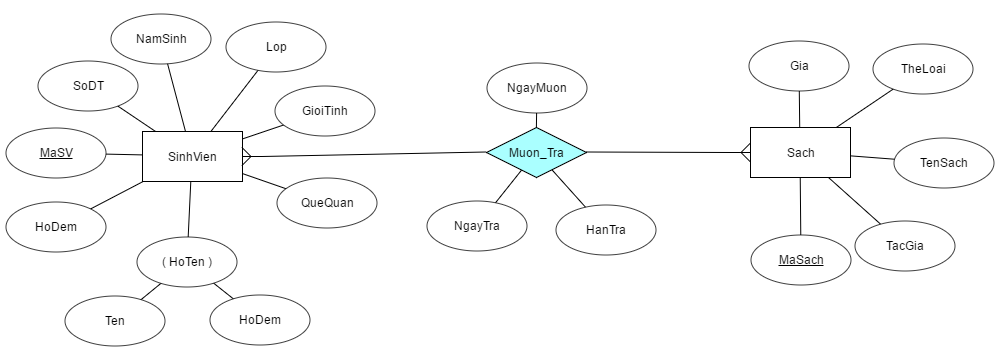 NamSinh
Lop
SoDT
GioiTinh
MaSV
SinhVien
QueQuan
HoDem
( HoTen )
Ten
HoDem
NgayMuon
Muon_Tra
NgayTra
HanTra
Gia
TheLoai
Sach
TenSach
TacGia
MaSach